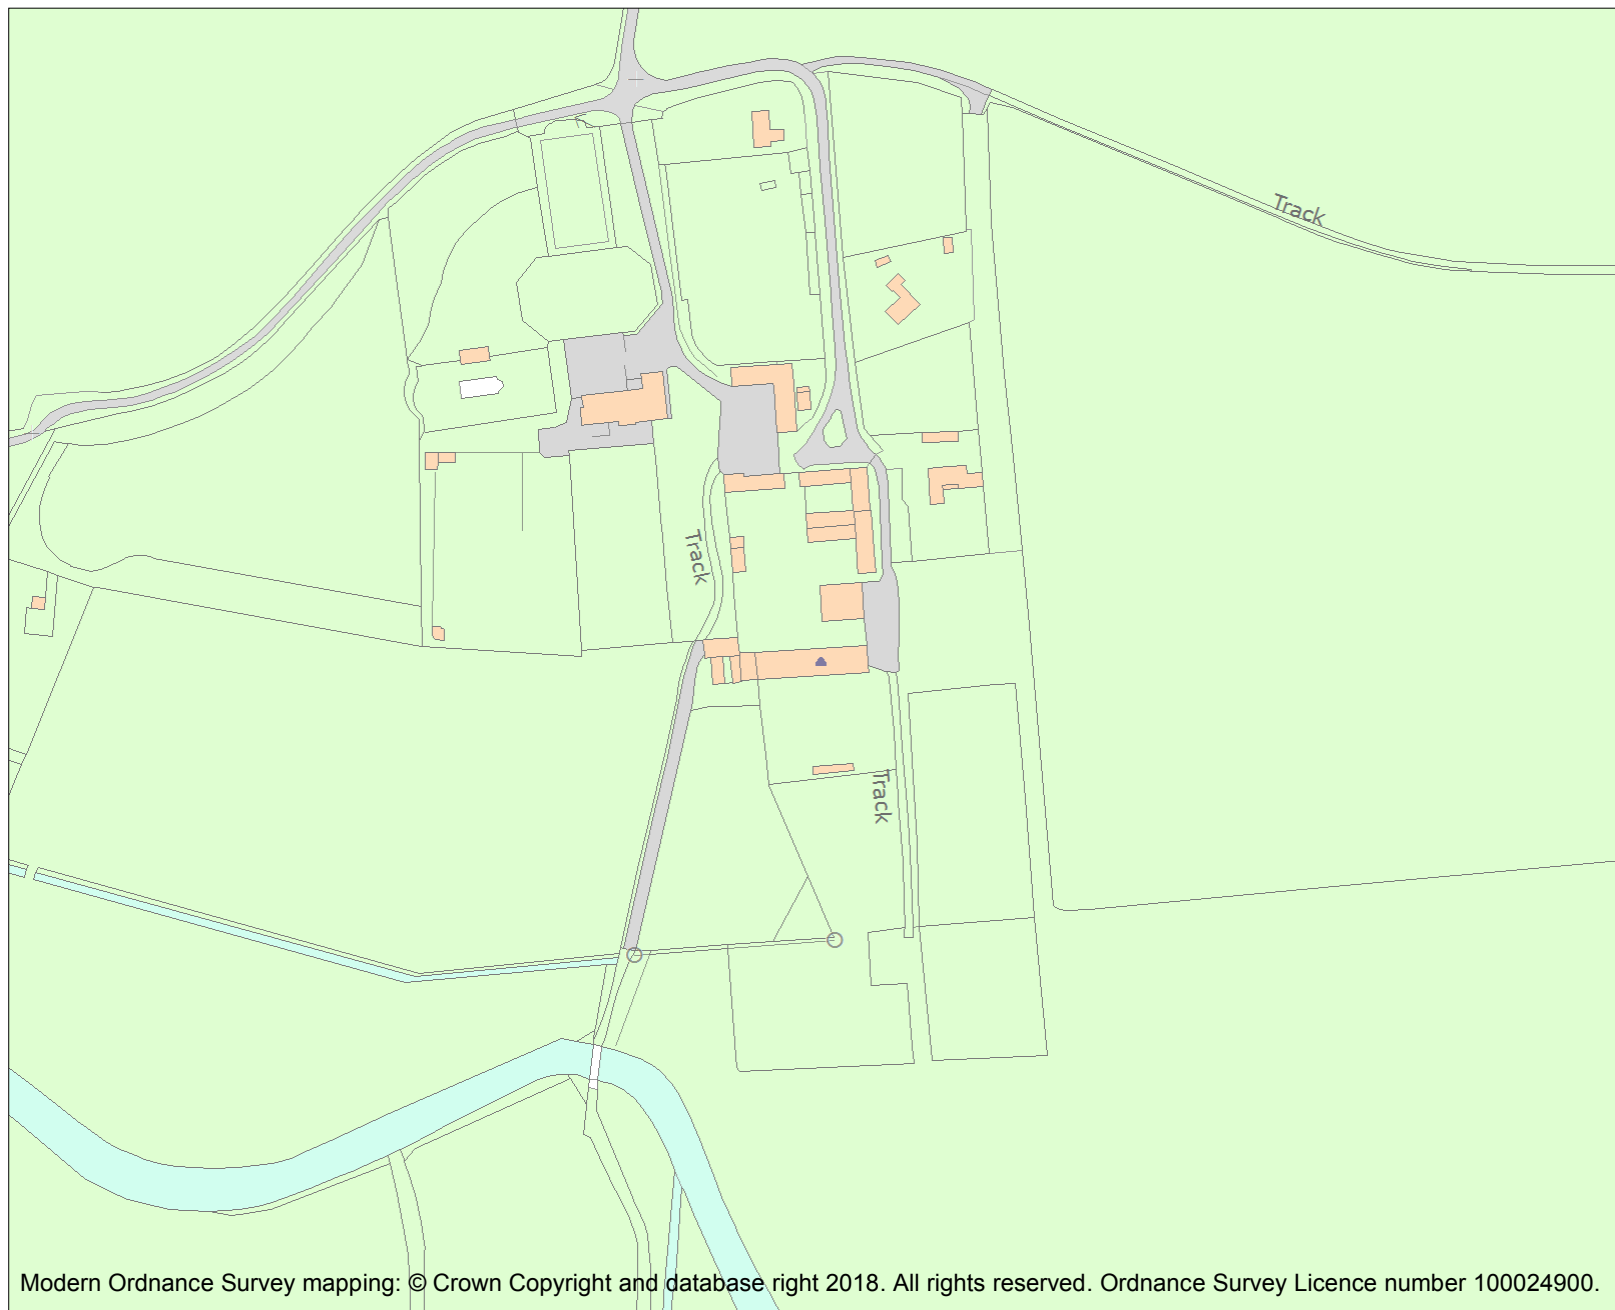 Track
Track
Track
Modern Ordnance Survey mapping: © Crown Copyright and database right 2018. All rights reserved. Ordnance Survey Licence number 100024900.